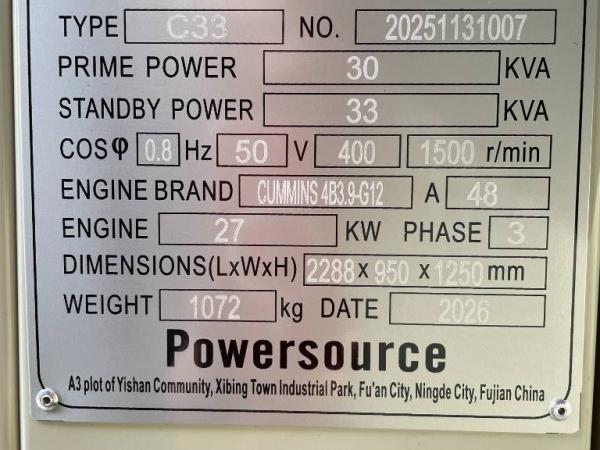 TYPE C33 NO. 20251131007
PRIME POWER 30 KVA
STANDBY POWER 33 KVA
COSφ 0.8 Hz 50 V 400 1500 r/min
ENGINE BRAND CUMMINS 4B3.9-G12 A 48
ENGINE 27 KW PHASE 3
DIMENSIONS(LxWxH) 2288 x 950 x 1250 mm
WEIGHT 1072 kg DATE 2026
Powersource
A3 plot of Yishan Community, Xibing Town Industrial Park, Fu'an City, Ningde City, Fujian China